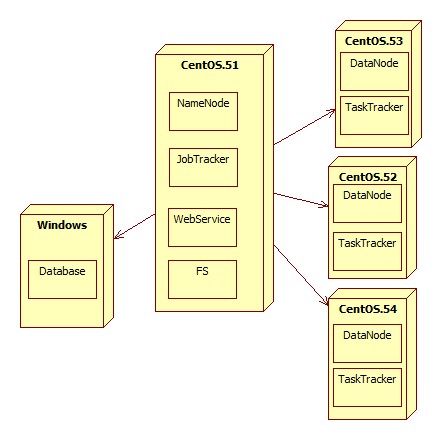 CentOS.51
NameNode
JobTracker
WebService
FS
Windows
Database
CentOS.53
DataNode
TaskTracker
CentOS.52
DataNode
TaskTracker
CentOS.54
DataNode
TaskTracker